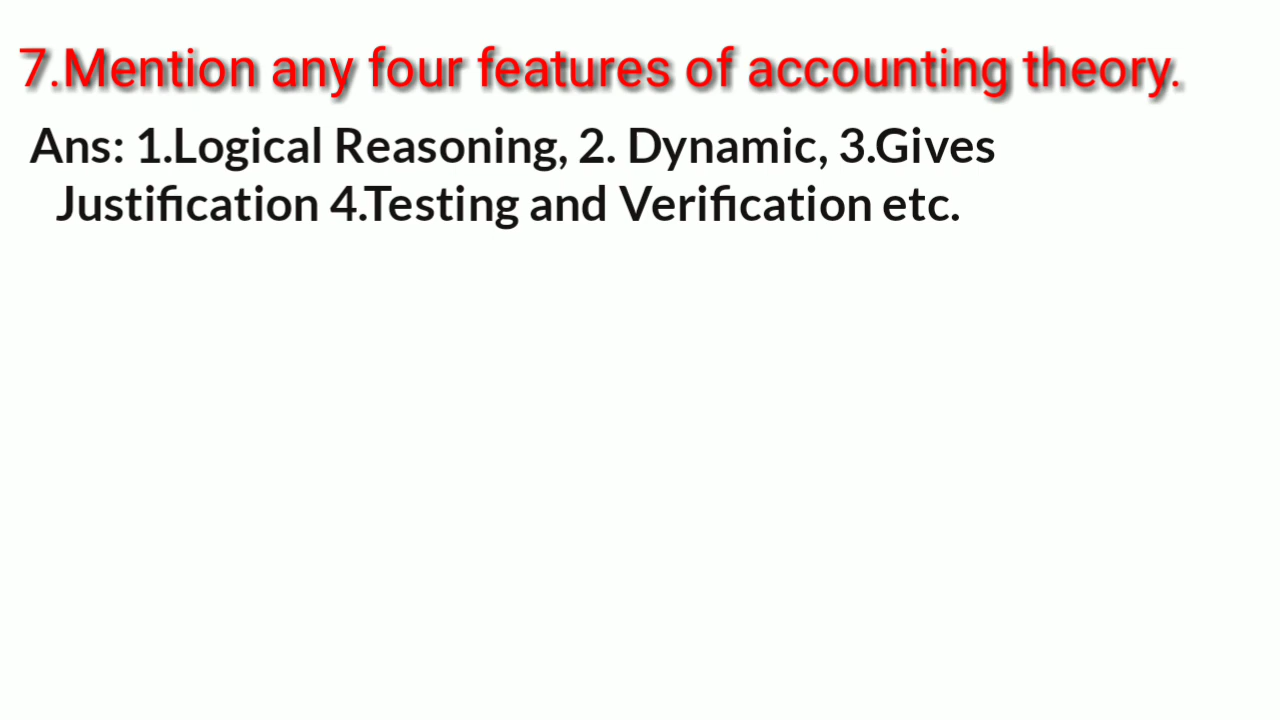 7.Mention any four features of accounting theory.
Ans: 1.Logical Reasoning, 2. Dynamic, 3.Gives
Justification 4.Testing and Verification etc.